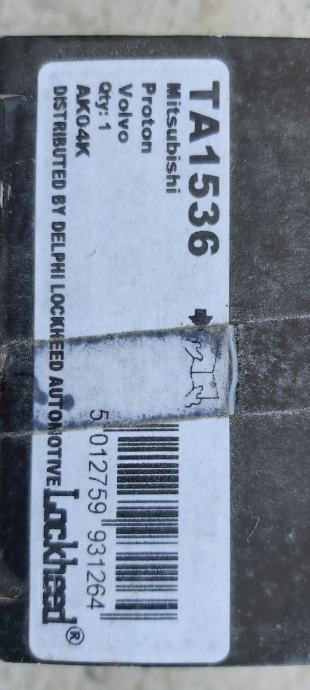 TA1536
Mitsubishi
Proton
Volvo
Qty: 1
AK04K
DISTRIBUTED BY DELPHI LOCKHEED AUTOMOTIVE
5 012759 931264
Lockheed®